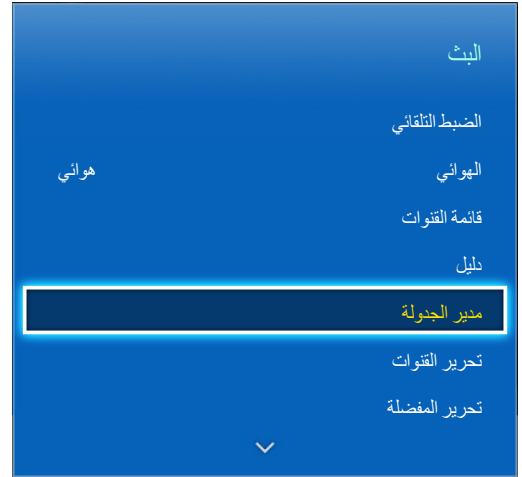 البث
الضبط التلقائي
الهوائي هوائي
قائمة القنوات
دليل
مدير الجدولة
تحرير القنوات
تحرير المفضلة